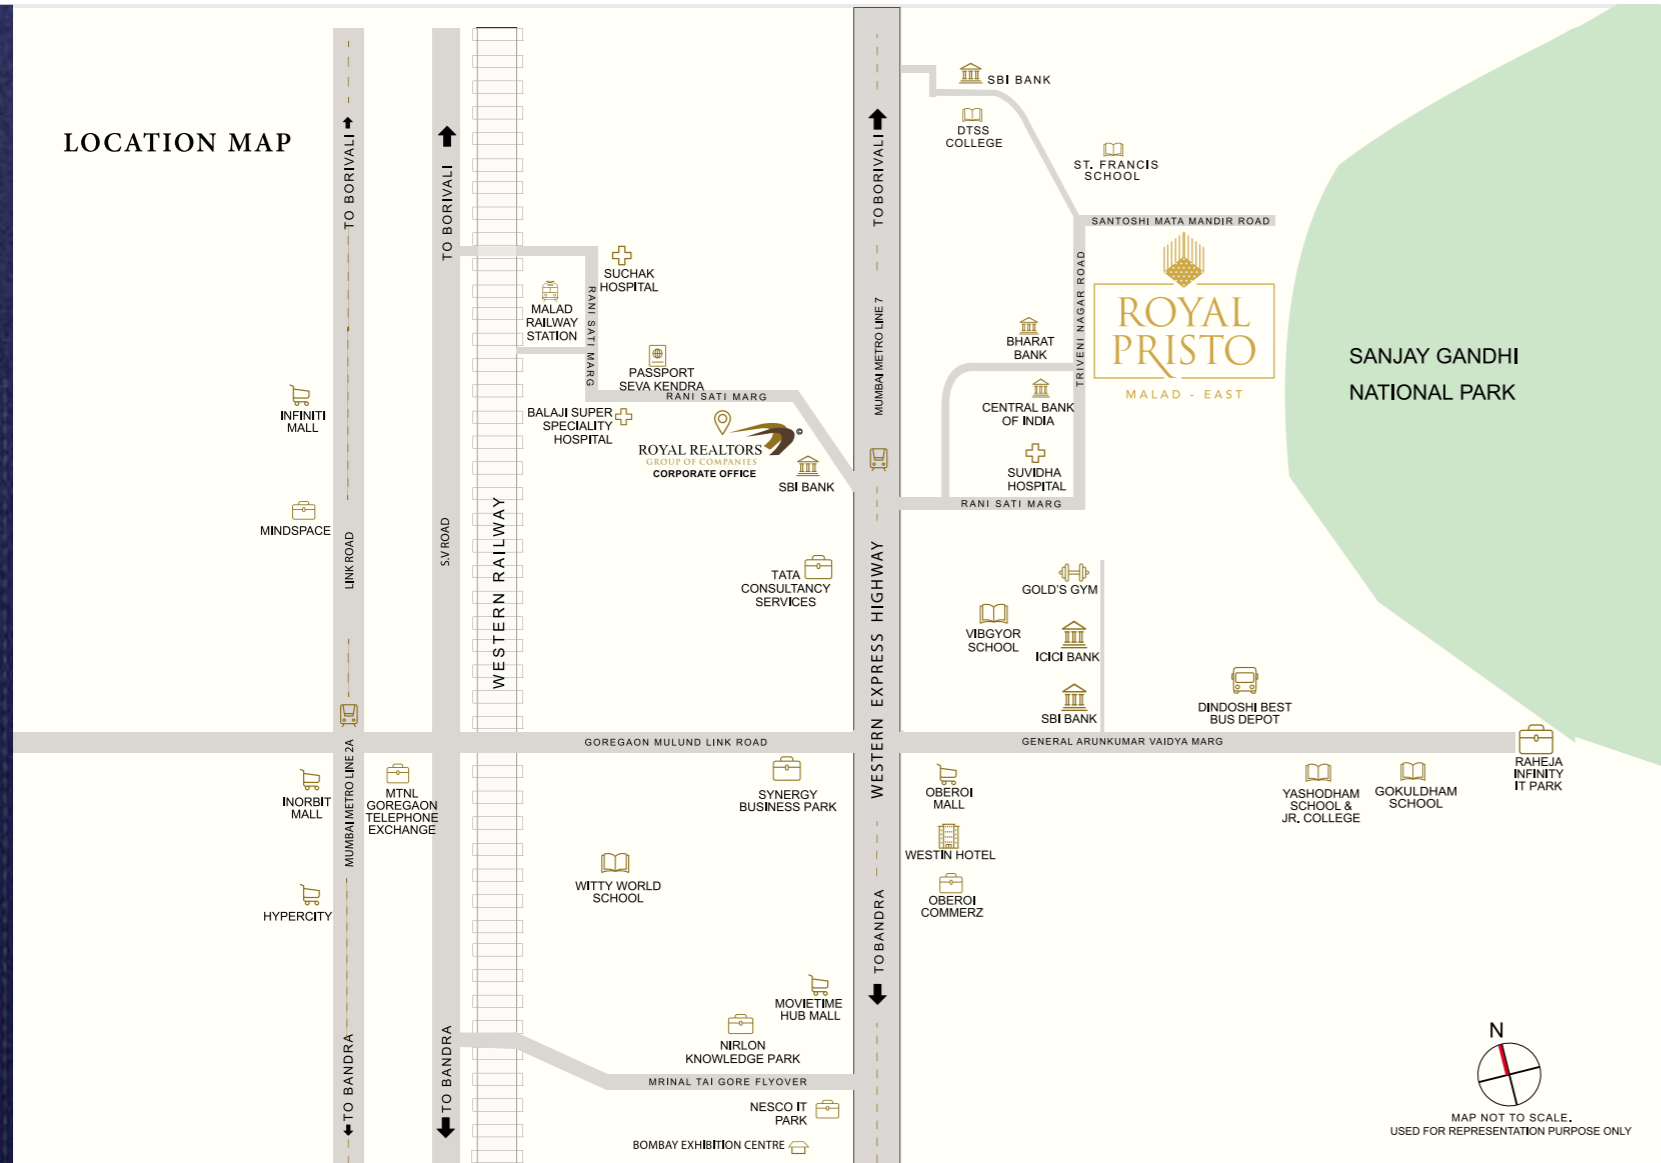 LOCATION MAP
TO BORIVALI
LINK ROAD
MUMBAI METRO LINE 2A
TO BANDRA
TO BORIVALI
S.V ROAD
TO BANDRA
WESTERN RAILWAY
INFINITI
MALL
MINDSPACE
INORBIT
MALL
HYPERCITY
MTNL
GOREGAON
TELEPHONE
EXCHANGE
SUCHAK
HOSPITAL
MALAD
RAILWAY
STATION
RANI SATI MARG
PASSPORT
SEVA KENDRA
RANI SATI MARG
BALAJI SUPER
SPECIALITY
HOSPITAL
ROYAL REALTORS
©
GROUP OF COMPANIES
CORPORATE OFFICE
SBI BANK
TATA
CONSULTANCY
SERVICES
GOREGAON MULUND LINK ROAD
SYNERGY
BUSINESS PARK
WITTY WORLD
SCHOOL
MOVIETIME
HUB MALL
NIRLON
KNOWLEDGE PARK
MRINAL TAI GORE FLYOVER
NESCO IT
PARK
BOMBAY EXHIBITION CENTRE
TO BORIVALI
MUMBAI METRO LINE 7
WESTERN EXPRESS HIGHWAY
TO BANDRA
SBI BANK
DTSS
COLLEGE
ST. FRANCIS
SCHOOL
SANTOSHI MATA MANDIR ROAD
TRIVENI NAGAR ROAD
ROYAL
PRISTO
MALAD - EAST
BHARAT
BANK
CENTRAL BANK
OF INDIA
SUVIDHA
HOSPITAL
RANI SATI MARG
SANJAY GANDHI
NATIONAL PARK
GOLD'S GYM
VIBGYOR
SCHOOL
ICICI BANK
SBI BANK
DINDOSHI BEST
BUS DEPOT
GENERAL ARUNKUMAR VAIDYA MARG
RAHEJA
INFINITY
IT PARK
OBEROI
MALL
WESTIN HOTEL
OBEROI
COMMERZ
YASHODHAM
SCHOOL &
JR. COLLEGE
GOKULDHAM
SCHOOL
N
MAP NOT TO SCALE.
USED FOR REPRESENTATION PURPOSE ONLY